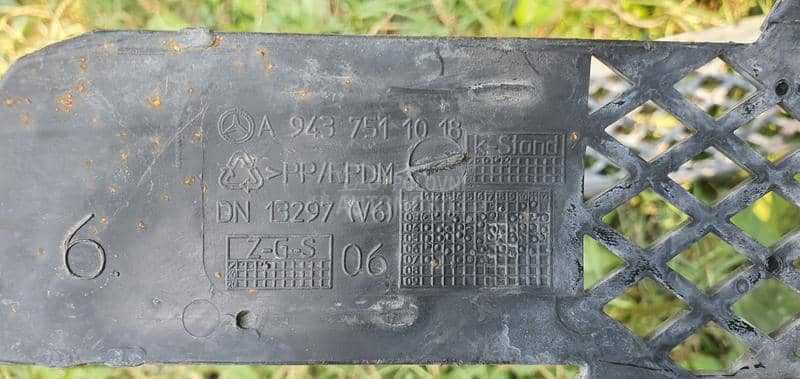 A 943 751 10 18
k-Stand
>PP/EPDM<
DN 13297 (V6)
Z-G-S
06
6.